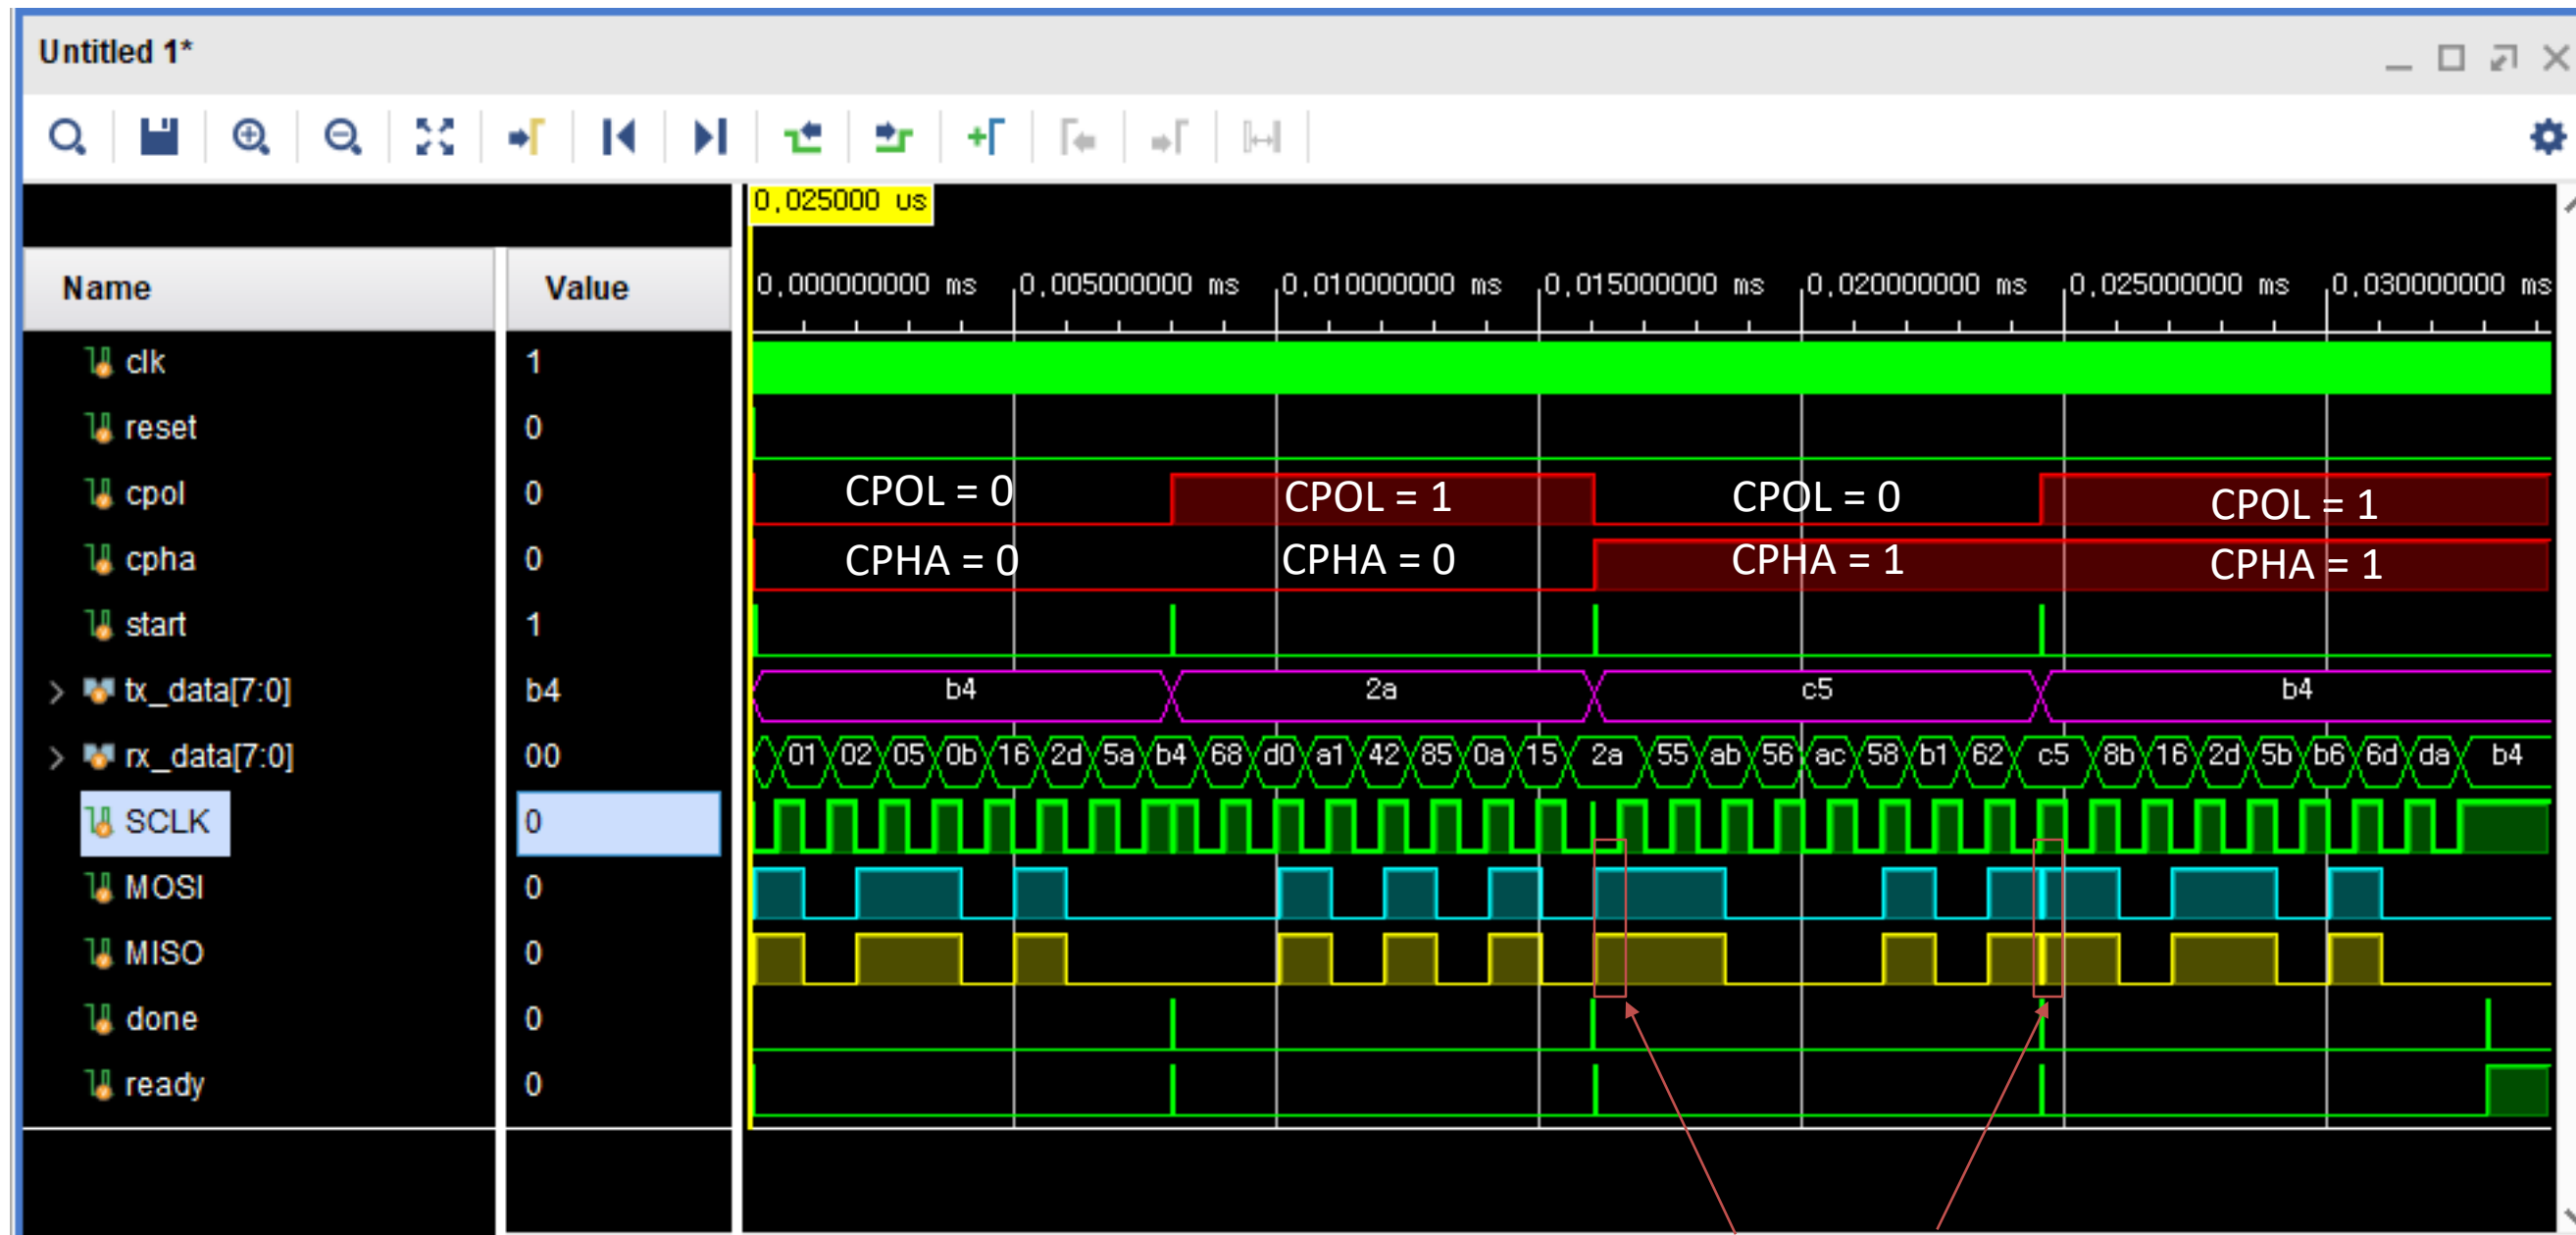 Untitled 1*
0,025000 us
Name Value
0,000000000 ms 0,005000000 ms 0,010000000 ms 0,015000000 ms 0,020000000 ms 0,025000000 ms 0,030000000 ms
clk 1
reset 0
cpol 0 CPOL = 0 CPOL = 1 CPOL = 0 CPOL = 1
cpha 0 CPHA = 0 CPHA = 0 CPHA = 1 CPHA = 1
start 1
tx_data[7:0] b4 b4 2a c5 b4
rx_data[7:0] 00 01 02 05 0b 16 2d 5a b4 68 d0 a1 42 85 0a 15 2a 55 ab 56 ac 58 b1 62 c5 8b 16 2d 5b b6 6d da b4
SCLK 0
MOSI 0
MISO 0
done 0
ready 0